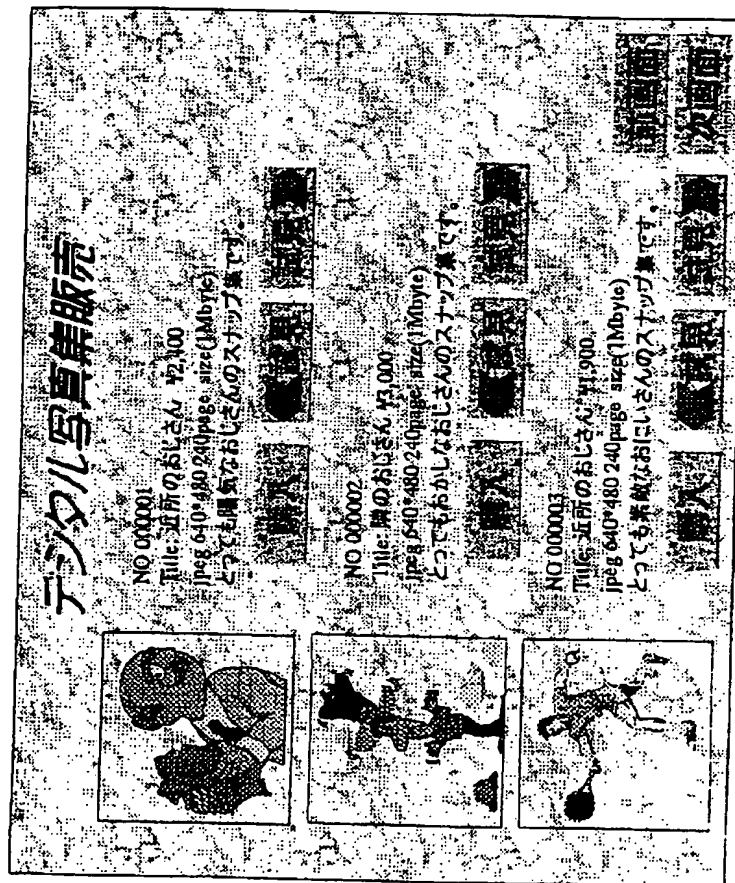 デジタル写真集販売
NO 000001
Title: 近所のおじさん ¥2,400
jpeg 640*480 240page size(1Mbyte)
とっても陽気なおじさんのスナップ集です。
購入
NO 000002
Title: 隣のおじさん ¥3,000
jpeg 640*480 240page size(1Mbyte)
とってもおかしなおじさんのスナップ集です。
購入
NO 000003
Title: 近所のおじさん ¥1,900
jpeg 640*480 240page size(1Mbyte)
とっても素敵なおにいさんのスナップ集です。
購入
前画面
次画面